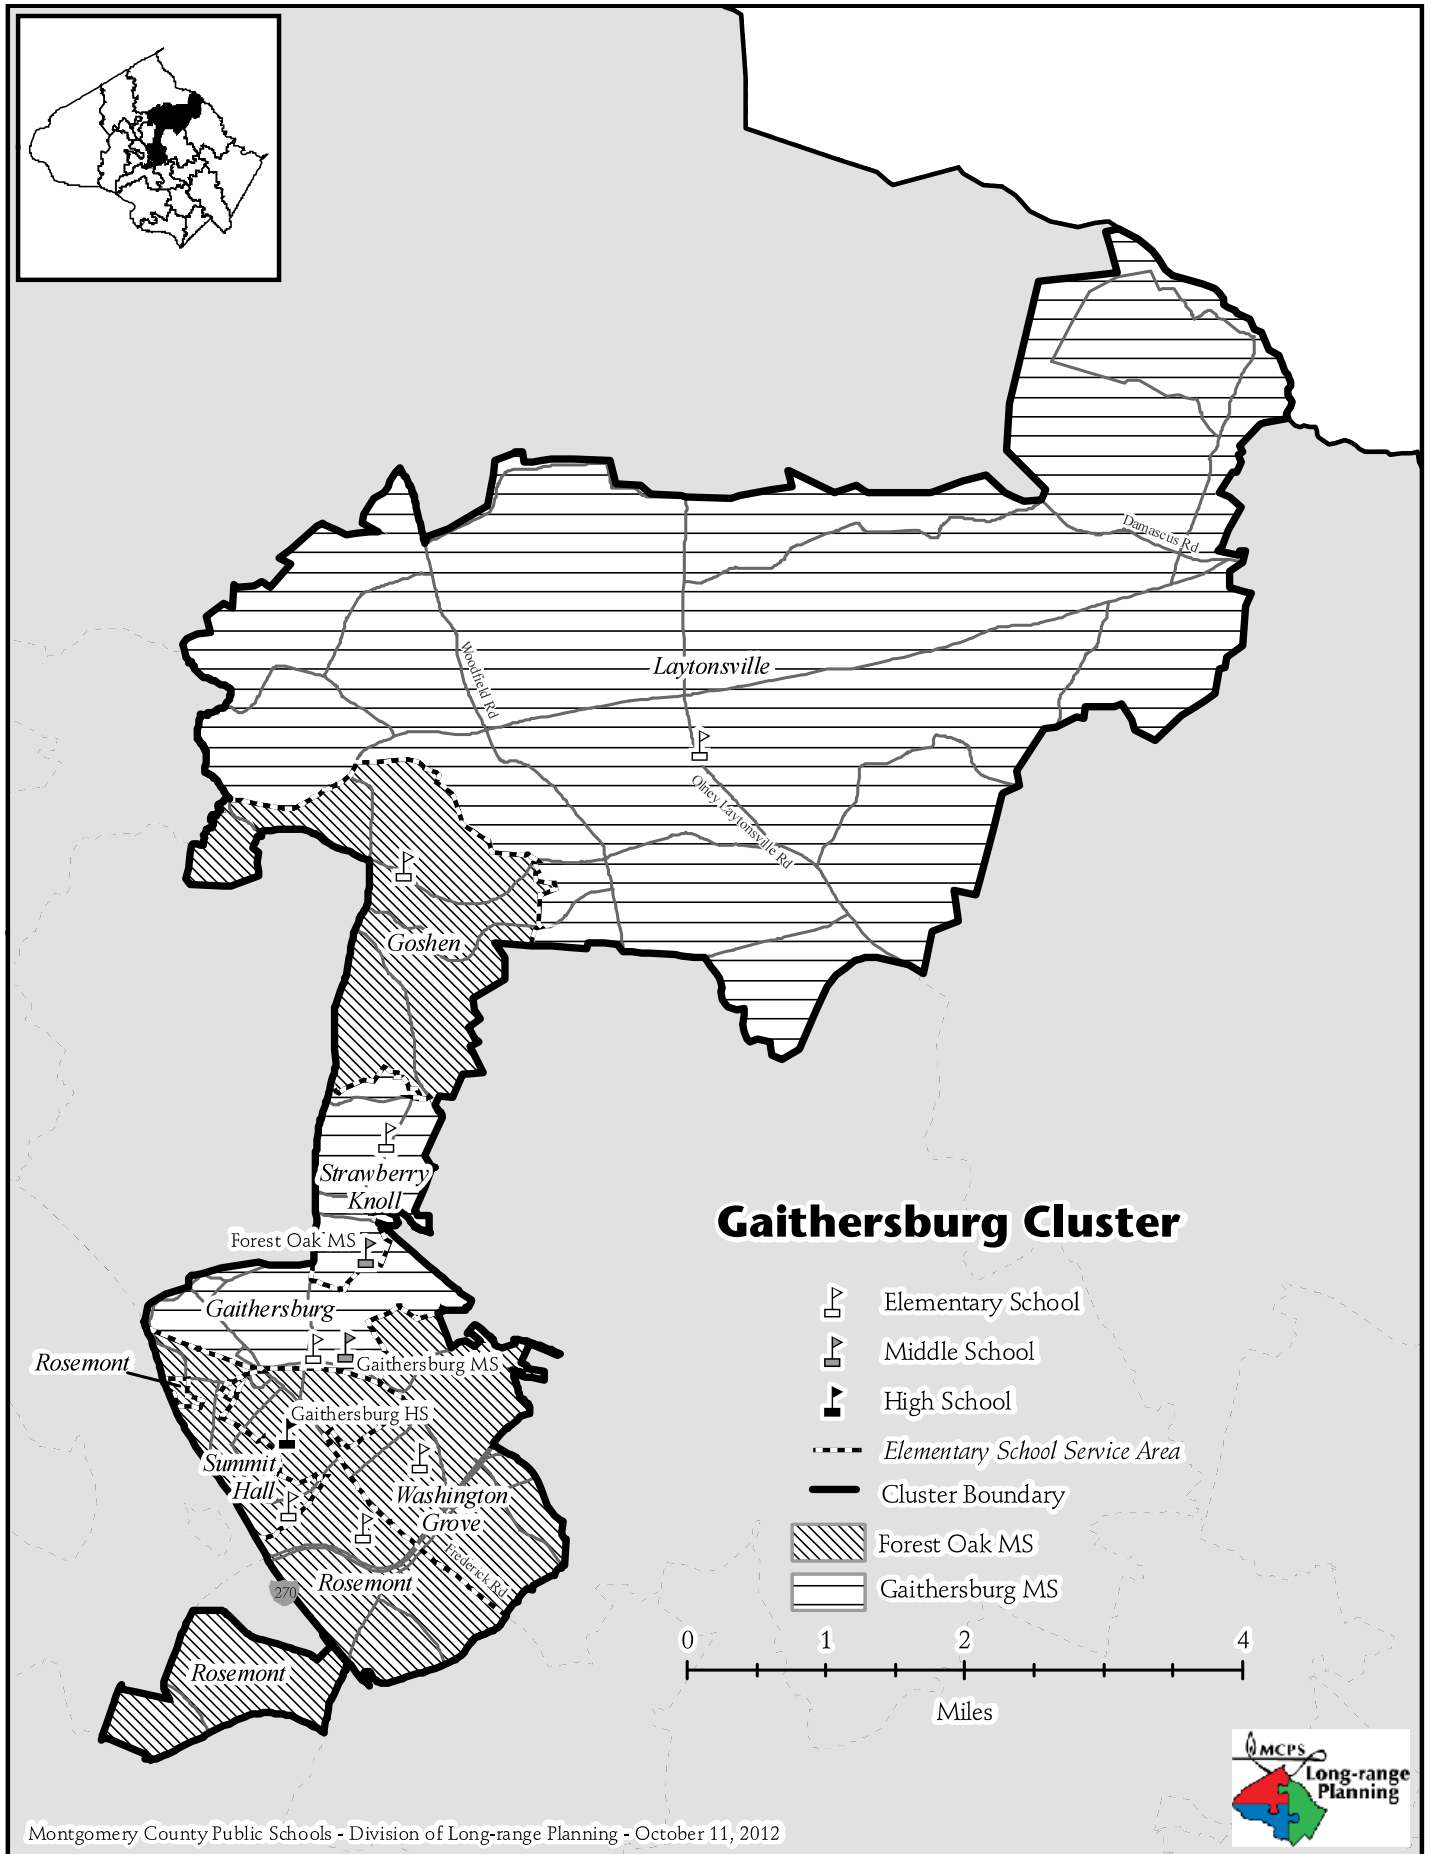 Damascus Rd
Laytonsville
Woodfield Rd
Olney Laytonsville Rd
Goshen
Strawberry
Knoll
Forest Oak MS
Gaithersburg
Rosemont
Gaithersburg MS
Gaithersburg HS
Summit
Hall
Washington
Grove
Frederick Rd
Rosemont
270
Rosemont
Gaithersburg Cluster
Elementary School
Middle School
High School
Elementary School Service Area
Cluster Boundary
Forest Oak MS
Gaithersburg MS
0 1 2 4
Miles
MCPS
Long-range
Planning
Montgomery County Public Schools - Division of Long-range Planning - October 11, 2012